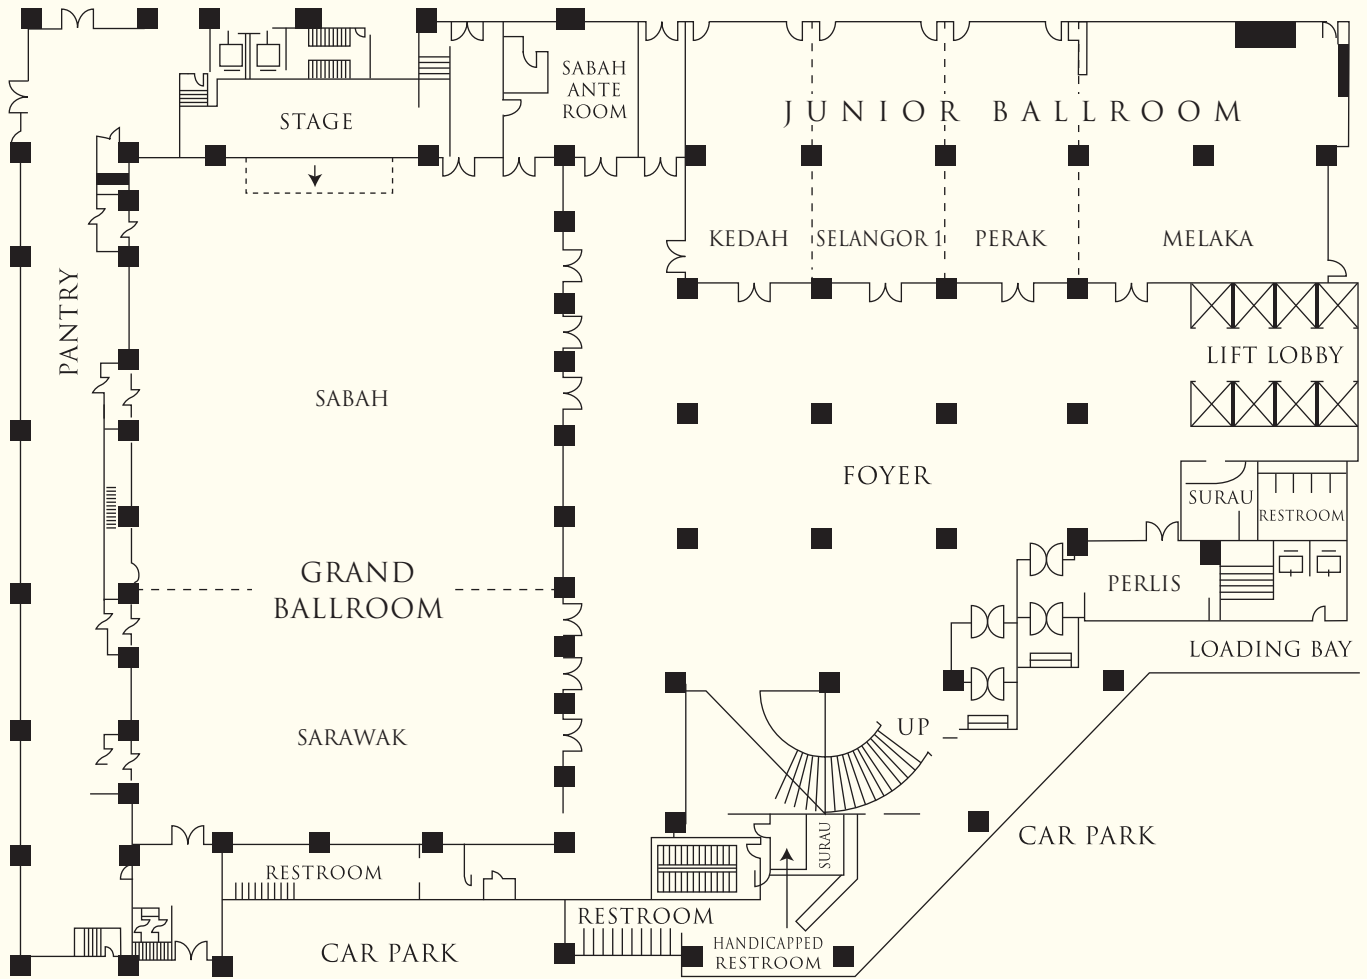 SABAH
ANTE
ROOM
STAGE
JUNIOR BALLROOM
KEDAH
SELANGOR 1
PERAK
MELAKA
PANTRY
LIFT LOBBY
SABAH
FOYER
SURAU
RESTROOM
GRAND
BALLROOM
PERLIS
LOADING BAY
SARAWAK
UP
CAR PARK
SURAU
RESTROOM
RESTROOM
CAR PARK
HANDICAPPED
RESTROOM